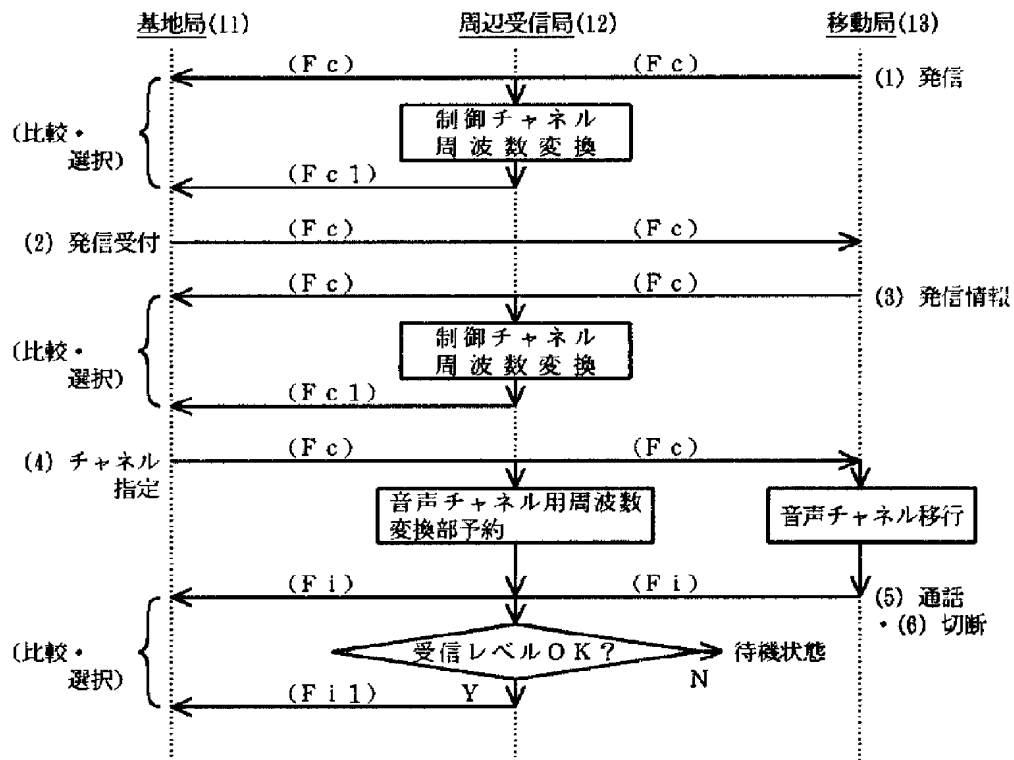 基地局(11) 周辺受信局(12) 移動局(13)
(Fc) (Fc)
(1) 発信
(比較・
選択)
制御チャネル
周波数変換
(Fc1)
(2) 発信受付 (Fc) (Fc)
(Fc) (Fc)
(3) 発信情報
(比較・
選択)
制御チャネル
周波数変換
(Fc1)
(4) チャネル
指定
(Fc) (Fc)
音声チャネル用周波数
変換部予約
音声チャネル移行
(Fi) (Fi)
(5) 通話
・(6) 切断
(比較・
選択)
受信レベルOK?
待機状態
N
Y
(Fi1)